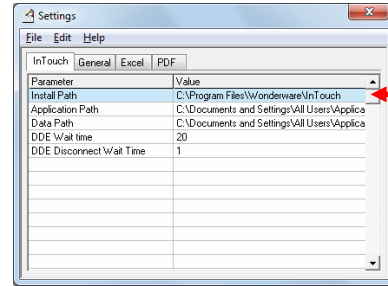 Settings
File Edit Help
InTouch General Excel PDF
Parameter Value
Install Path C:\Program Files\Wonderware\InTouch
Application Path C:\Documents and Settings\All Users\Applica
Data Path C:\Documents and Settings\All Users\Applica
DDE Wait time 20
DDE Disconnect Wait Time 1